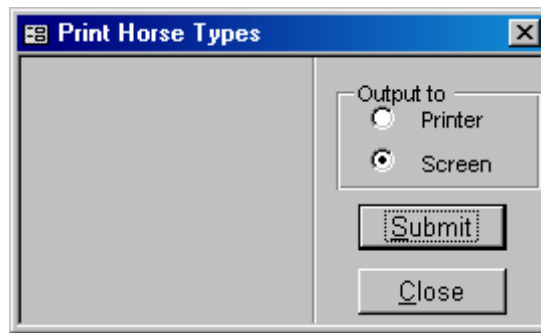 Print Horse Types
Output to
Printer
Screen
Submit
Close